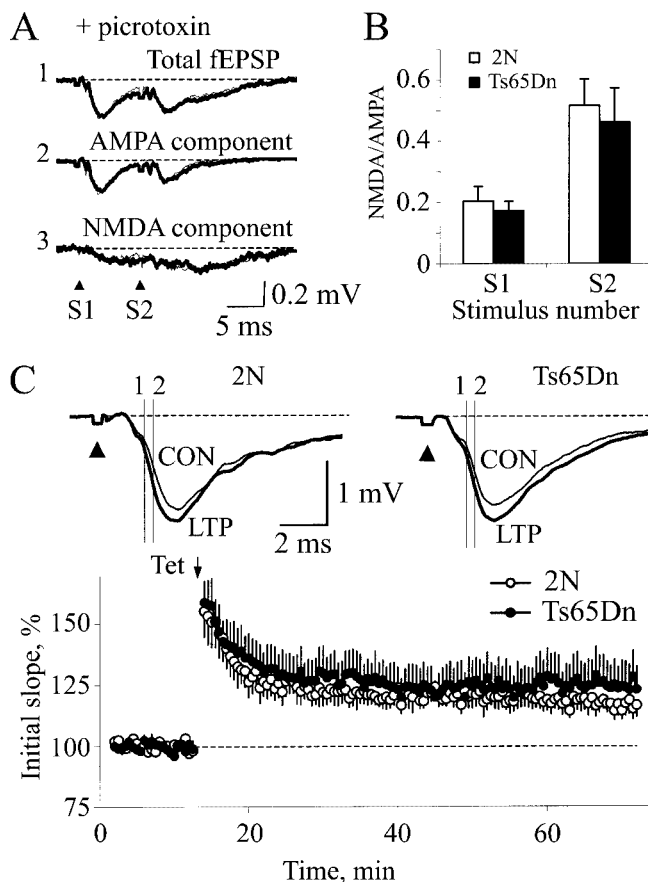 A
+ picrotoxin
1
Total fEPSP
2
AMPA component
3
NMDA component
S1
S2
0.2 mV
5 ms
B
2N
Ts65Dn
NMDA/AMPA
0.6
0.4
0.2
0
S1
S2
Stimulus number
C
2N
1 2
CON
LTP
1 mV
2 ms
Ts65Dn
1 2
CON
LTP
Tet
2N
Ts65Dn
Initial slope, %
150
125
100
75
0
20
40
60
Time, min